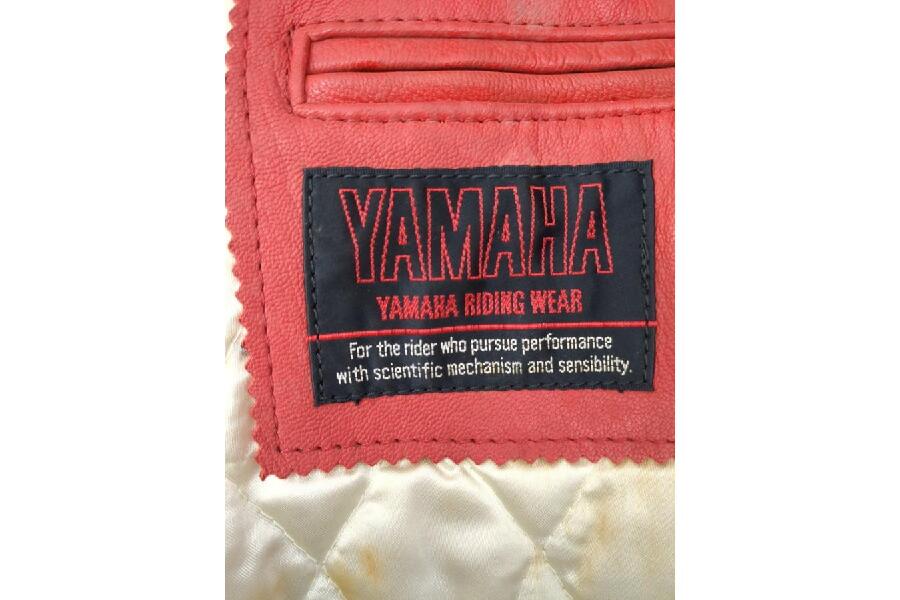 YAMAHA
YAMAHA RIDING WEAR
For the rider who pursue performance
with scientific mechanism and sensibility.